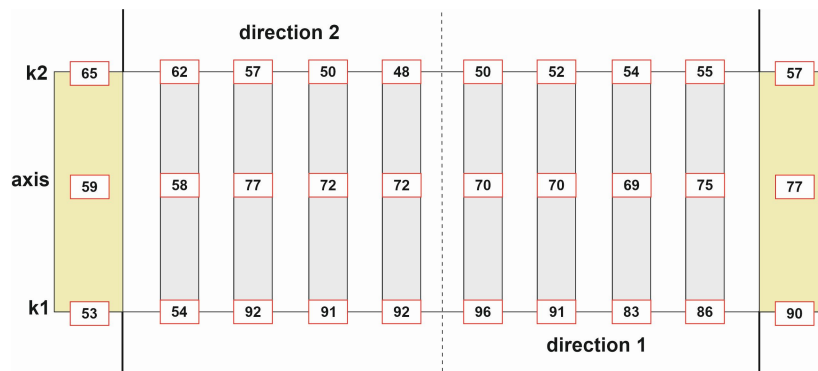 direction 2
k2 65 62 57 50 48 50 52 54 55 57
axis 59 58 77 72 72 70 70 69 75 77
k1 53 54 92 91 92 96 91 83 86 90
direction 1